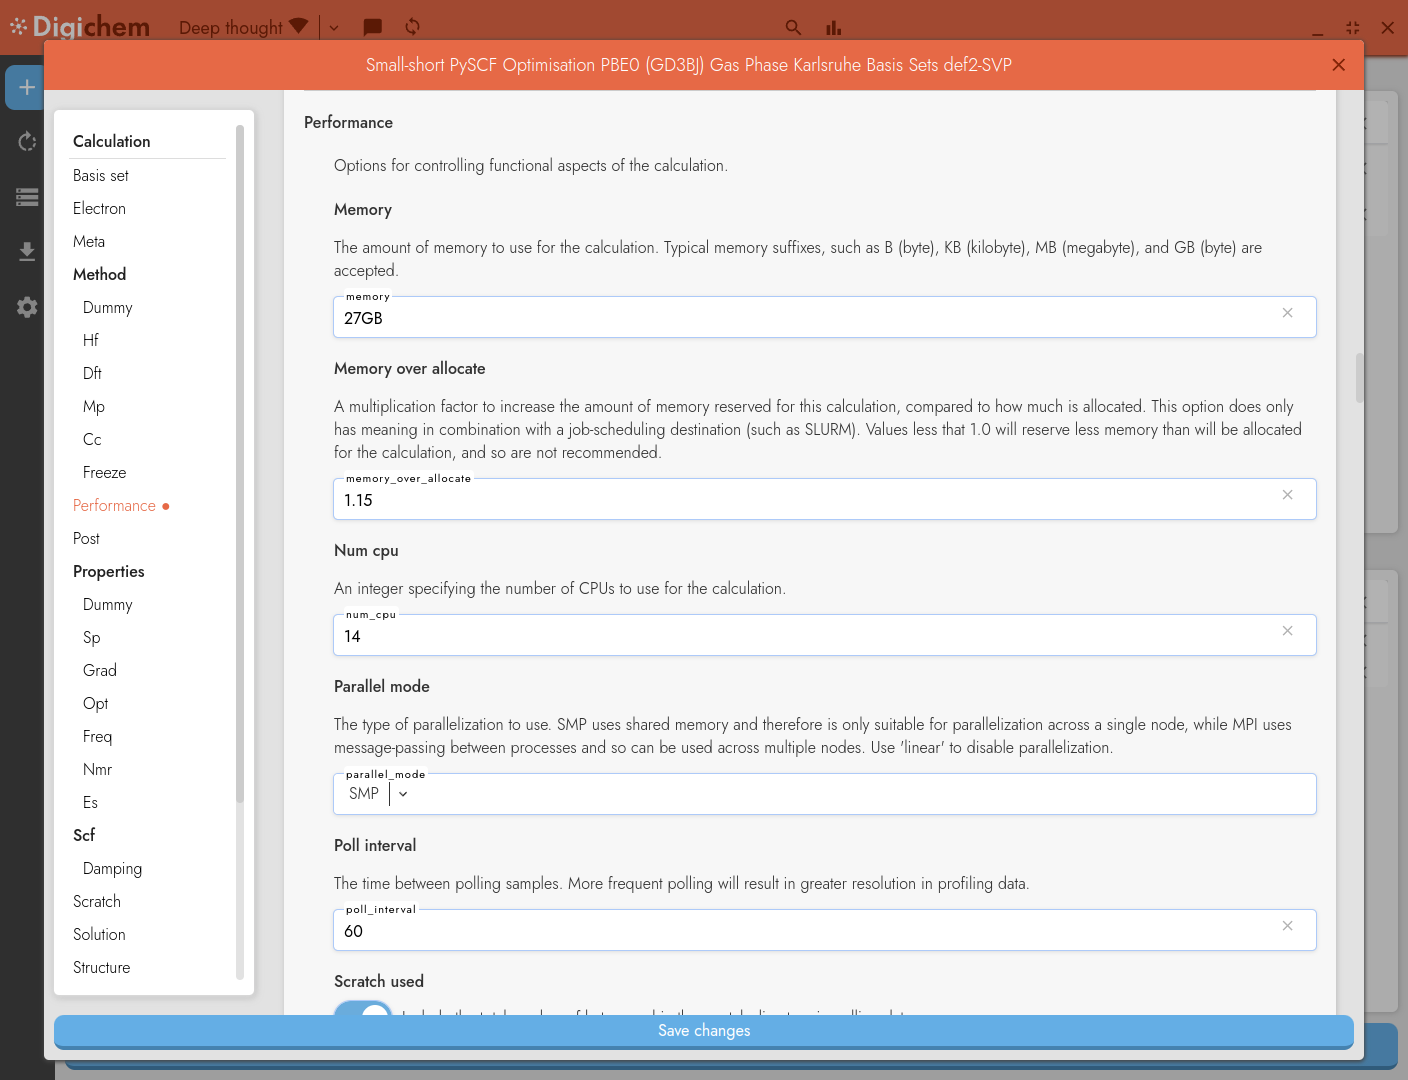 Digichem
Deep thought
Small-short PySCF Optimisation PBE0 (GD3BJ) Gas Phase Karlsruhe Basis Sets def2-SVP
Calculation
Basis set
Electron
Meta
Method
Dummy
Hf
Dft
Mp
Cc
Freeze
Performance
Post
Properties
Dummy
Sp
Grad
Opt
Freq
Nmr
Es
Scf
Damping
Scratch
Solution
Structure
Performance
Options for controlling functional aspects of the calculation.
Memory
The amount of memory to use for the calculation. Typical memory suffixes, such as B (byte), KB (kilobyte), MB (megabyte), and GB (byte) are
accepted.
memory
27GB
Memory over allocate
A multiplication factor to increase the amount of memory reserved for this calculation, compared to how much is allocated. This option does only
has meaning in combination with a job-scheduling destination (such as SLURM). Values less that 1.0 will reserve less memory than will be allocated
for the calculation, and so are not recommended.
memory_over_allocate
1.15
Num cpu
An integer specifying the number of CPUs to use for the calculation.
num_cpu
14
Parallel mode
The type of parallelization to use. SMP uses shared memory and therefore is only suitable for parallelization across a single node, while MPI uses
message-passing between processes and so can be used across multiple nodes. Use 'linear' to disable parallelization.
parallel_mode
SMP
Poll interval
The time between polling samples. More frequent polling will result in greater resolution in profiling data.
poll_interval
60
Scratch used
Save changes